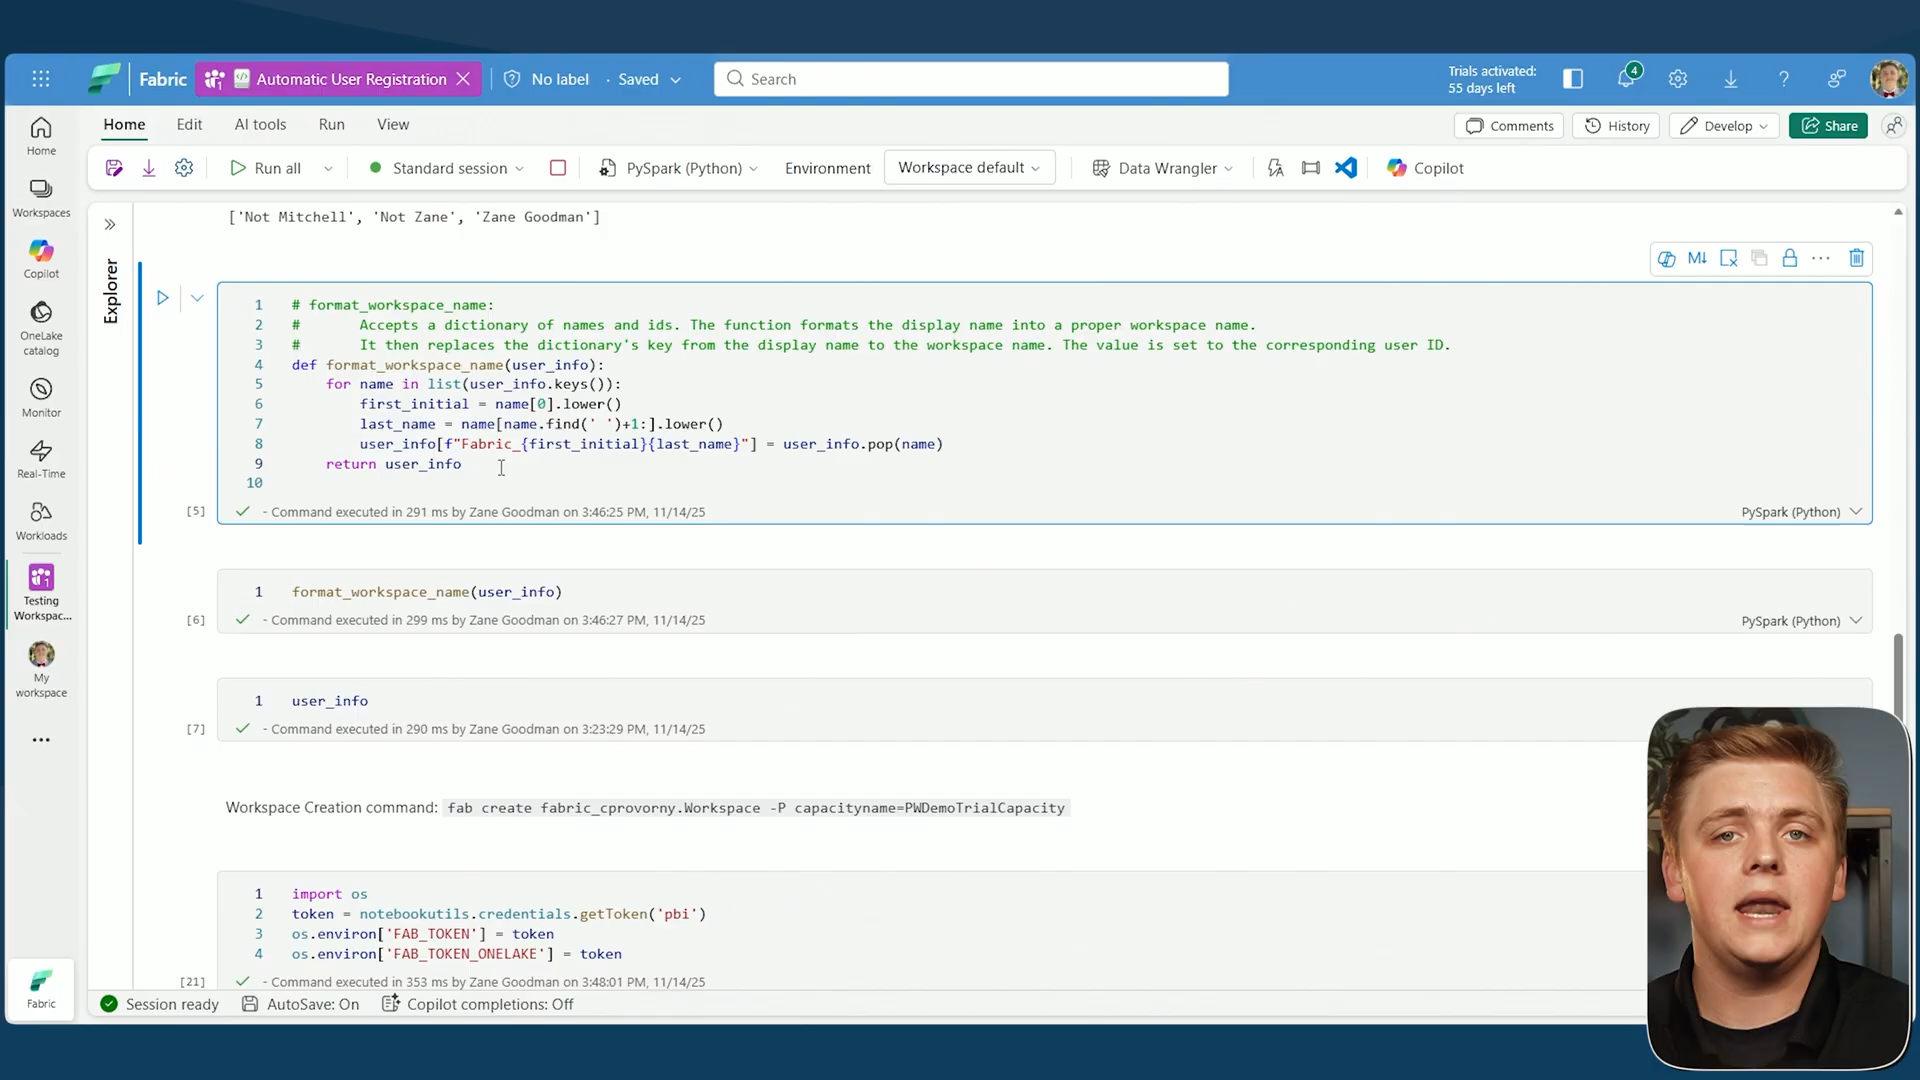 Fabric
1
Automatic User Registration
No label
· Saved
Search
Trials activated:
55 days left
4
?
Home
Edit
AI tools
Run
View
Comments
History
Develop
Share
Run all
Standard session
PySpark (Python)
Environment
Workspace default
Data Wrangler
Copilot
Home
Workspaces
Copilot
OneLake
catalog
Monitor
Real-Time
Workloads
1
Testing
Workspac...
My
workspace
...
Fabric
Explorer
['Not Mitchell', 'Not Zane', 'Zane Goodman']
M↓
1 # format_workspace_name:
2 #       Accepts a dictionary of names and ids. The function formats the display name into a proper workspace name.
3 #       It then replaces the dictionary's key from the display name to the workspace name. The value is set to the corresponding user ID.
4 def format_workspace_name(user_info):
5     for name in list(user_info.keys()):
6         first_initial = name[0].lower()
7         last_name = name[name.find(' ')+1:].lower()
8         user_info[f"Fabric_{first_initial}{last_name}"] = user_info.pop(name)
9     return user_info
10
[5] - Command executed in 291 ms by Zane Goodman on 3:46:25 PM, 11/14/25
PySpark (Python)
1 format_workspace_name(user_info)
[6] - Command executed in 299 ms by Zane Goodman on 3:46:27 PM, 11/14/25
PySpark (Python)
1 user_info
[7] - Command executed in 290 ms by Zane Goodman on 3:23:29 PM, 11/14/25
Workspace Creation command: fab create fabric_cprovorny.Workspace -P capacityname=PWDemoTrialCapacity
1 import os
2 token = notebookutils.credentials.getToken('pbi')
3 os.environ['FAB_TOKEN'] = token
4 os.environ['FAB_TOKEN_ONELAKE'] = token
[21] - Command executed in 353 ms by Zane Goodman on 3:48:01 PM, 11/14/25
Session ready
AutoSave: On
Copilot completions: Off